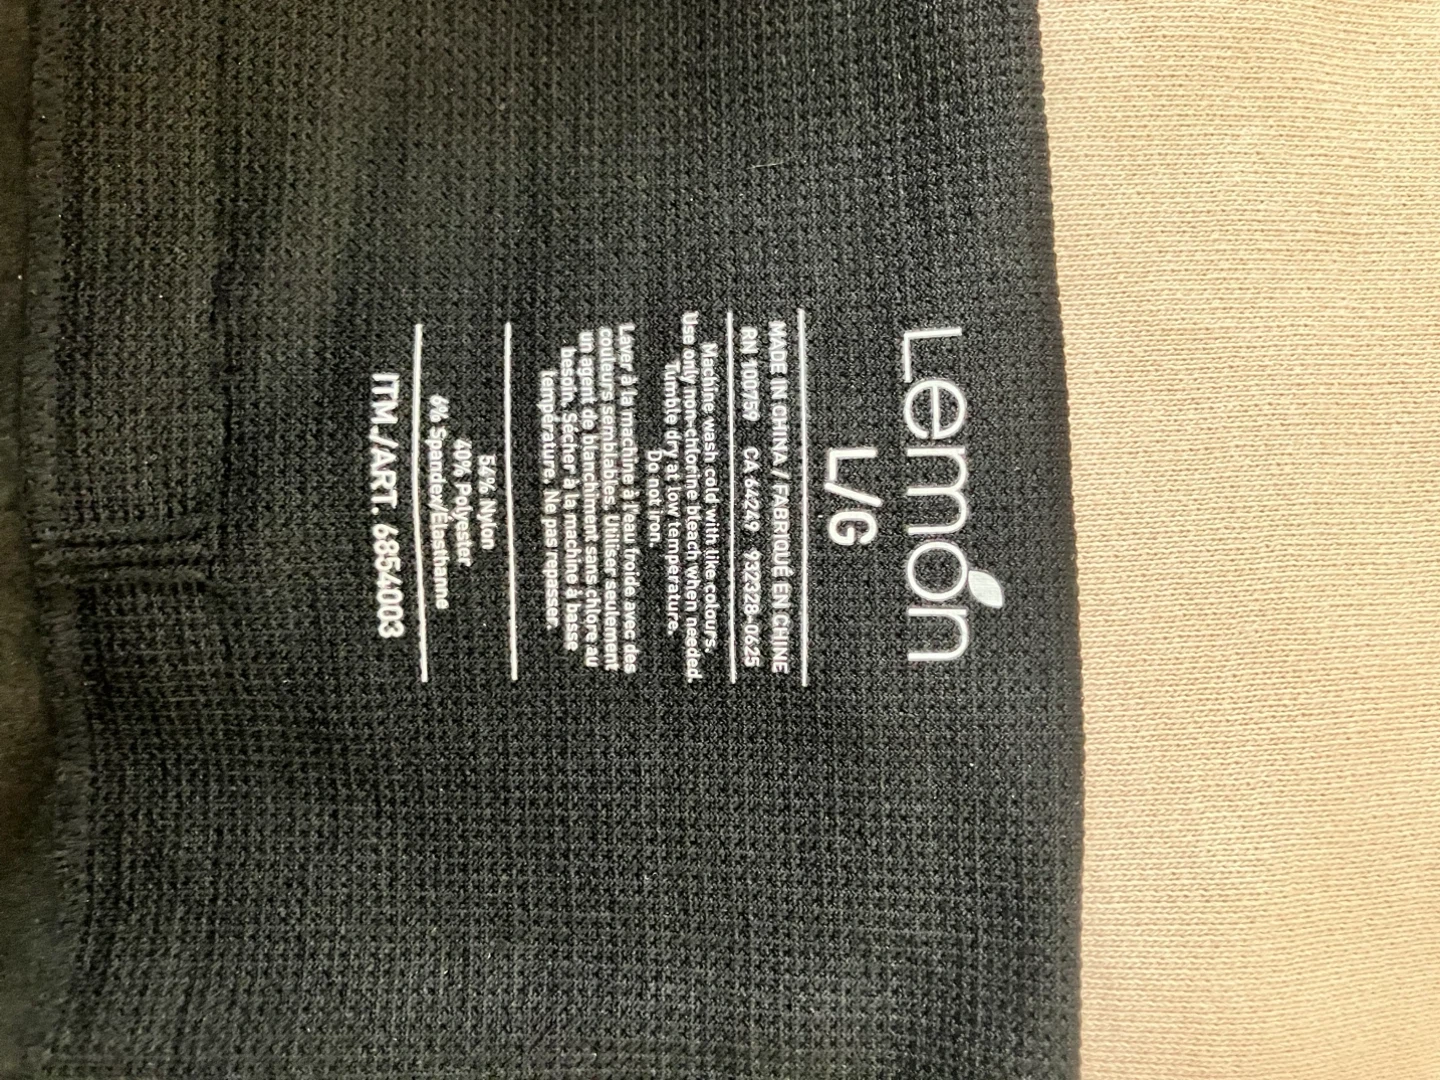 Lemon
L/G
MADE IN CHINA / FABRIQUÉ EN CHINE
RN 100759 CA 64249 932328-0625
Machine wash cold with like colours.
Use only non-chlorine bleach when needed.
Tumble dry at low temperature.
Do not iron.
Laver à la machine à l'eau froide avec des
couleurs semblables. Utiliser seulement
un agent de blanchiment sans chlore au
besoin. Sécher à la machine à basse
température. Ne pas repasser.
54% Nylon
40% Polyester
6% Spandex/Élasthanne
ITM./ART. 6854003